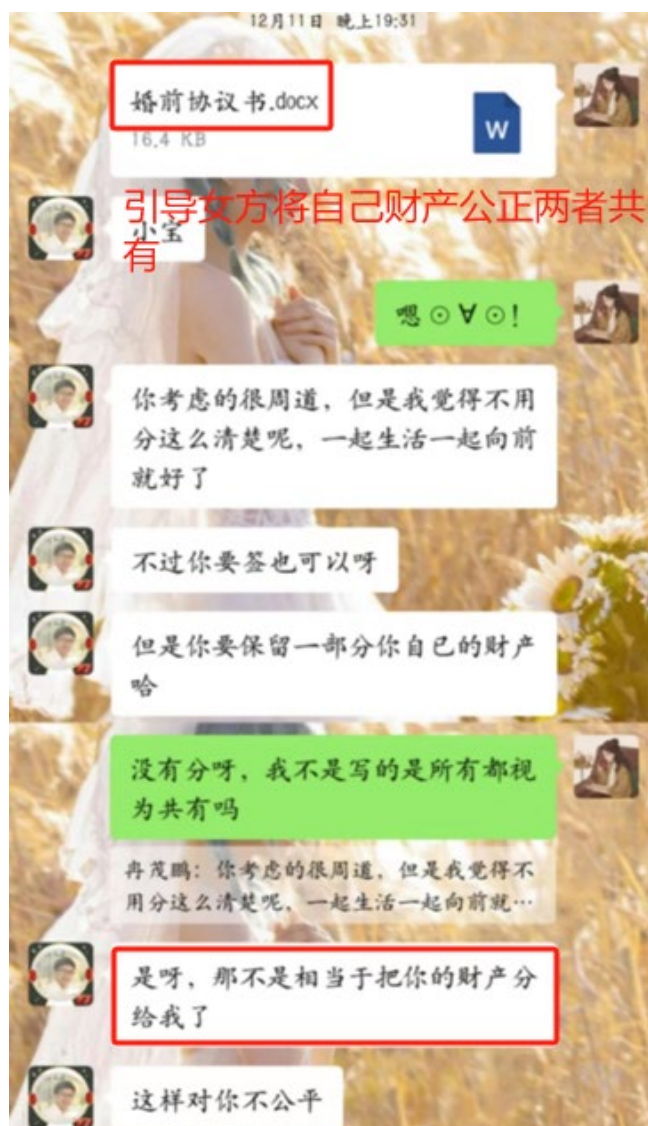 12月11日 晚上19:31
婚前协议书.docx
16.4 KB
W
引导女方将自己财产公正两者共
有
小宝
嗯⊙∀⊙!
你考虑的很周道，但是我觉得不用
分这么清楚呢，一起生活一起向前
就好了
不过你要签也可以呀
但是你要保留一部分你自已的财产
哈
没有分呀，我不是写的是所有都视
为共有吗
冉茂鹏：你考虑的很周道，但是我觉得不
用分这么清楚呢，一起生活一起向前就…
是呀，那不是相当于把你的财产分
给我了
这样对你不公平